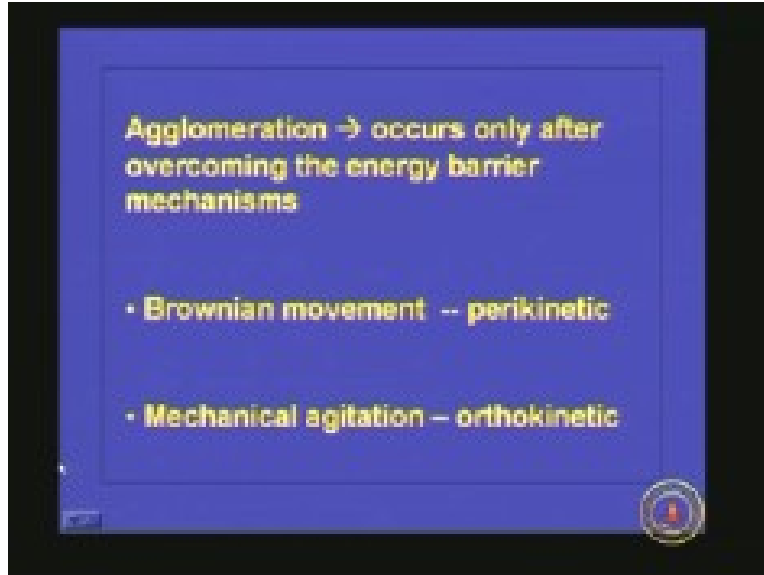 Agglomeration → occurs only after
overcoming the energy barrier
mechanisms
• Brownian movement -- perikinetic
• Mechanical agitation – orthokinetic